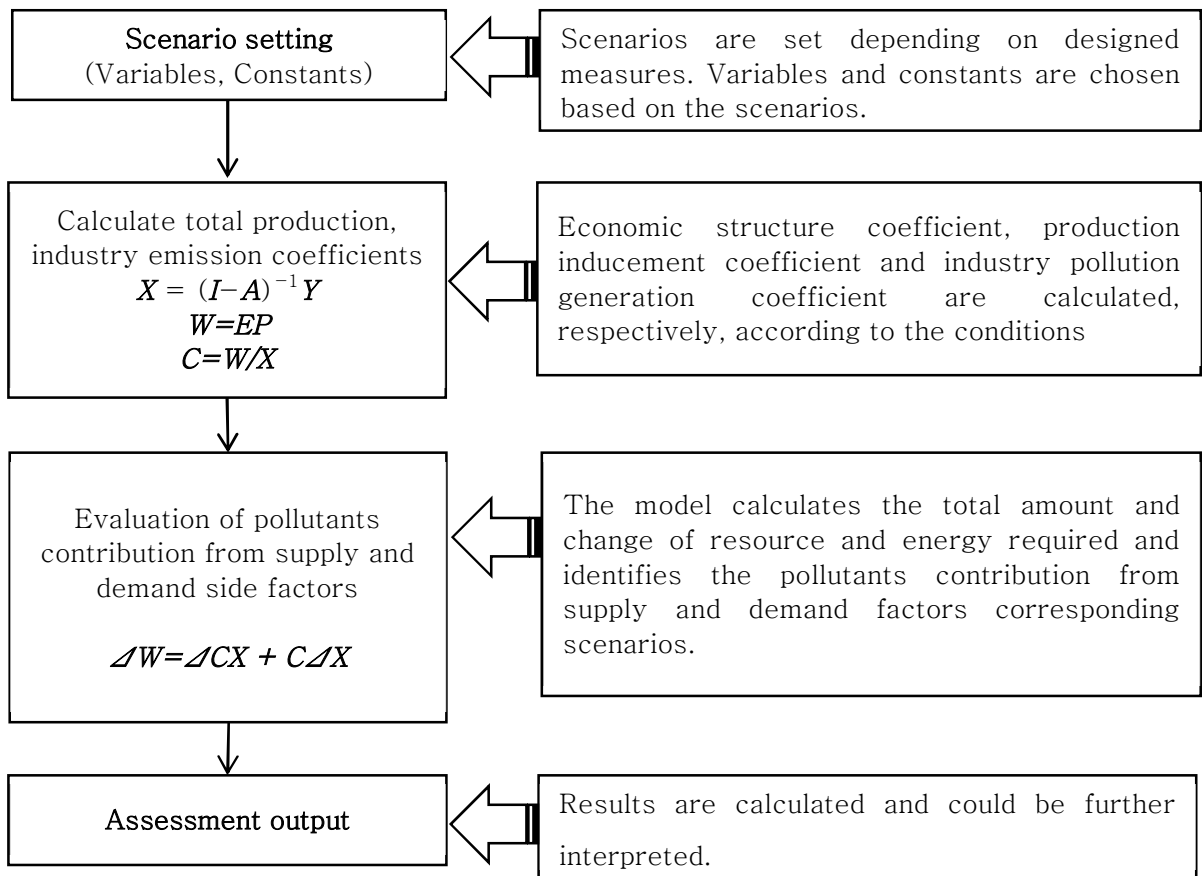 Scenario setting
(Variables, Constants)
Scenarios are set depending on designed
measures. Variables and constants are chosen
based on the scenarios.
Calculate total production,
industry emission coefficients
X = (I−A)⁻¹Y
W=EP
C=W/X
Economic structure coefficient, production
inducement coefficient and industry pollution
generation coefficient are calculated,
respectively, according to the conditions
Evaluation of pollutants
contribution from supply and
demand side factors
⊿W=⊿CX + C⊿X
The model calculates the total amount and
change of resource and energy required and
identifies the pollutants contribution from
supply and demand factors corresponding
scenarios.
Assessment output
Results are calculated and could be further
interpreted.